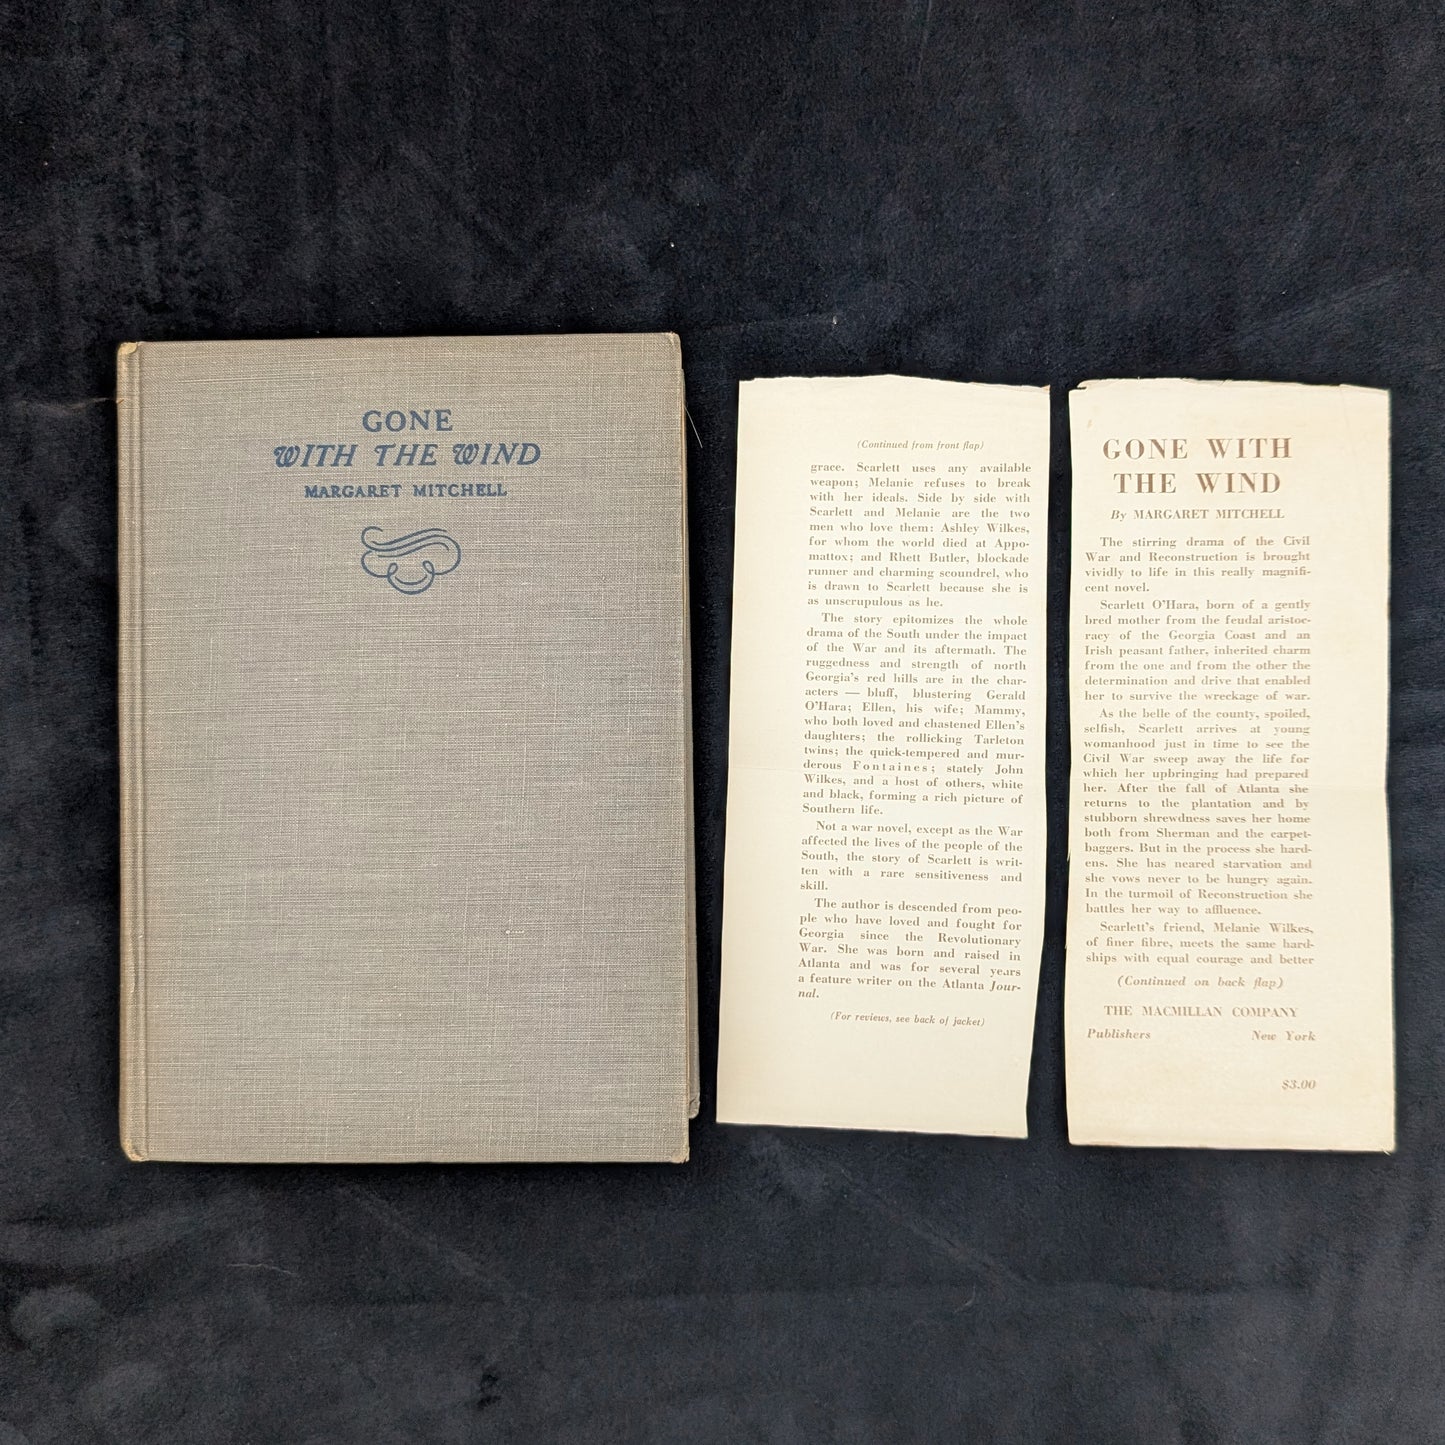 GONE
WITH THE WIND
MARGARET MITCHELL
(Continued from front flap)
grace. Scarlett uses any available
weapon; Melanie refuses to break
with her ideals. Side by side with
Scarlett and Melanie are the two
men who love them: Ashley Wilkes,
for whom the world died at Appo-
mattox; and Rhett Butler, blockade
runner and charming scoundrel, who
is drawn to Scarlett because she is
as unscrupulous as he.
The story epitomizes the whole
drama of the South under the impact
of the War and its aftermath. The
ruggedness and strength of north
Georgia's red hills are in the char-
acters — bluff, blustering Gerald
O'Hara; Ellen, his wife; Mammy,
who both loved and chastened Ellen's
daughters; the rollicking Tarleton
twins; the quick-tempered and mur-
derous Fontaines; stately John
Wilkes, and a host of others, white
and black, forming a rich picture of
Southern life.
Not a war novel, except as the War
affected the lives of the people of the
South, the story of Scarlett is writ-
ten with a rare sensitiveness and
skill.
The author is descended from peo-
ple who have loved and fought for
Georgia since the Revolutionary
War. She was born and raised in
Atlanta and was for several years
a feature writer on the Atlanta Jour-
nal.
(For reviews, see back of jacket)
GONE WITH
THE WIND
By MARGARET MITCHELL
The stirring drama of the Civil
War and Reconstruction is brought
vividly to life in this really magnifi-
cent novel.
Scarlett O'Hara, born of a gently
bred mother from the feudal aristoc-
racy of the Georgia Coast and an
Irish peasant father, inherited charm
from the one and from the other the
determination and drive that enabled
her to survive the wreckage of war.
As the belle of the county, spoiled,
selfish, Scarlett arrives at young
womanhood just in time to see the
Civil War sweep away the life for
which her upbringing had prepared
her. After the fall of Atlanta she
returns to the plantation and by
stubborn shrewdness saves her home
both from Sherman and the carpet-
baggers. But in the process she hard-
ens. She has neared starvation and
she vows never to be hungry again.
In the turmoil of Reconstruction she
battles her way to affluence.
Scarlett's friend, Melanie Wilkes,
of finer fibre, meets the same hard-
ships with equal courage and better
(Continued on back flap)
THE MACMILLAN COMPANY
Publishers New York
$3.00